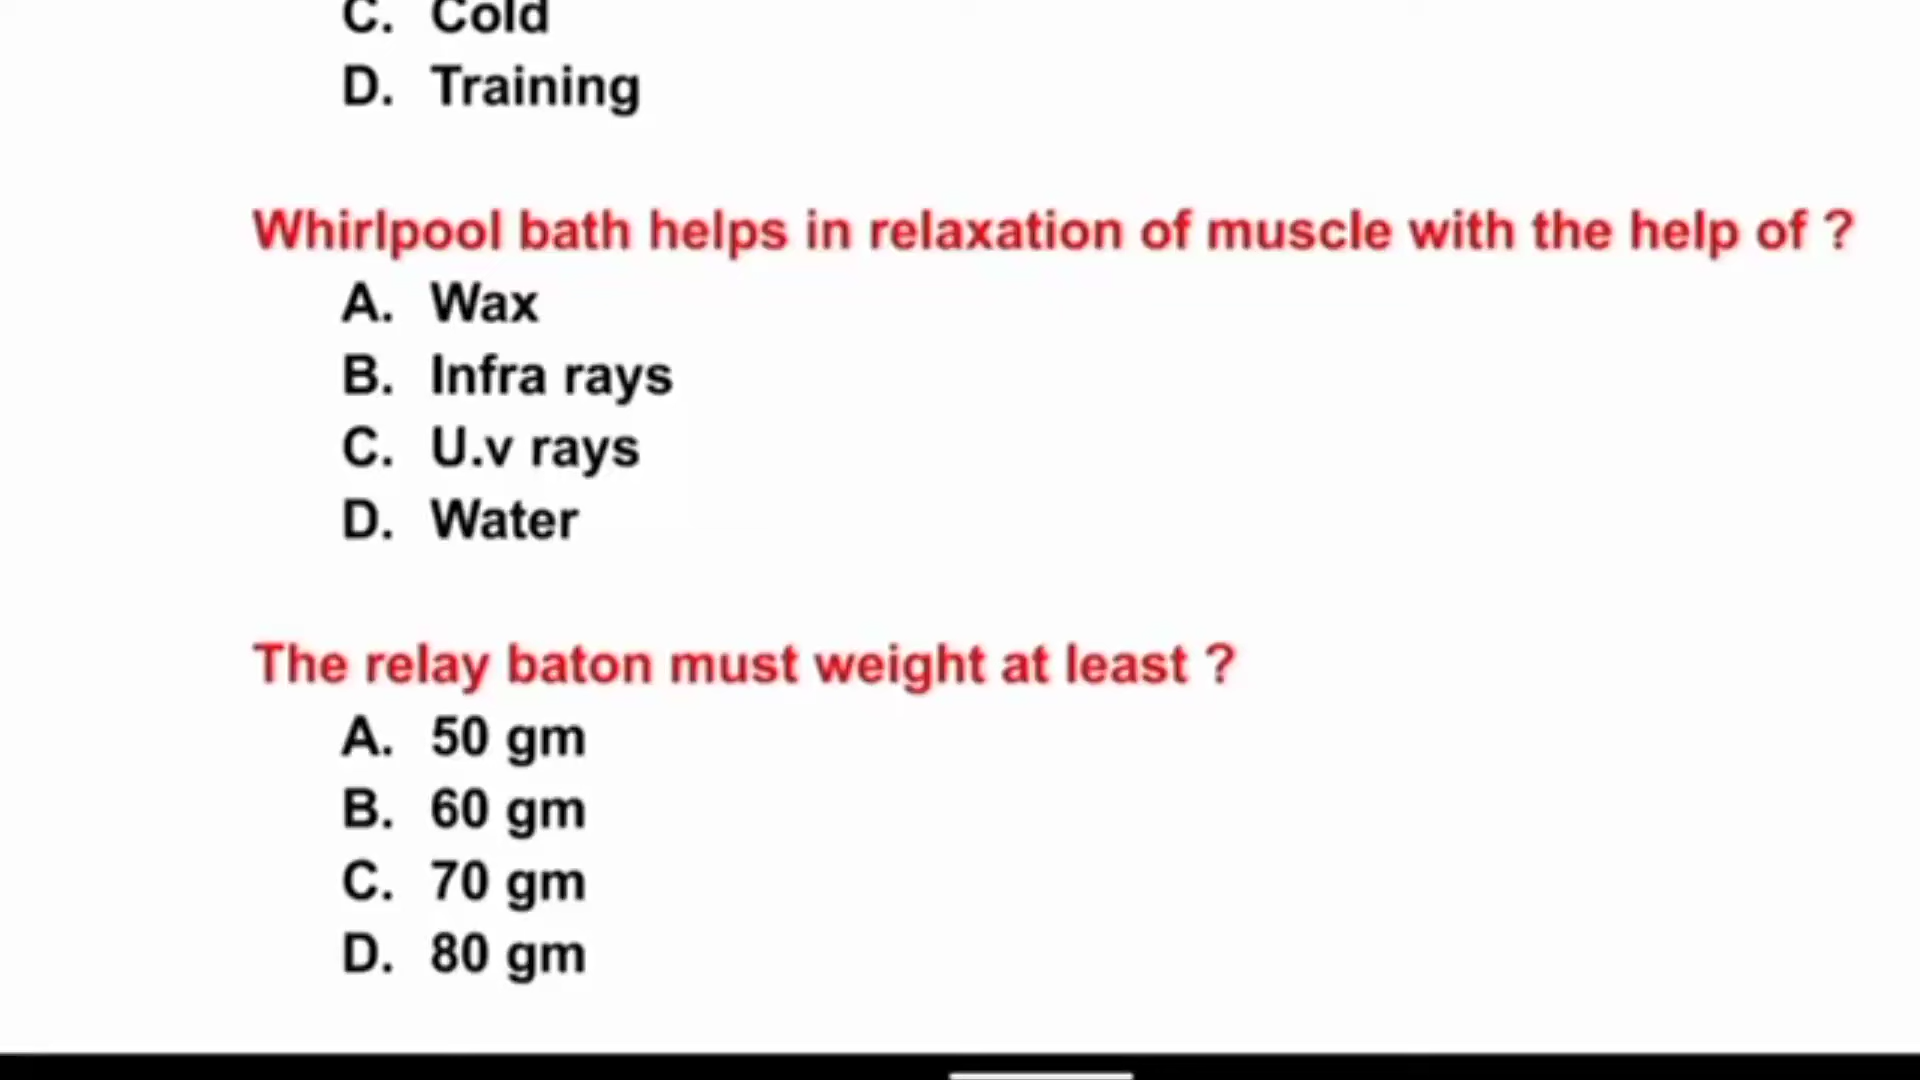 C. Cold
D. Training
Whirlpool bath helps in relaxation of muscle with the help of ?
A. Wax
B. Infra rays
C. U.v rays
D. Water
The relay baton must weight at least ?
A. 50 gm
B. 60 gm
C. 70 gm
D. 80 gm